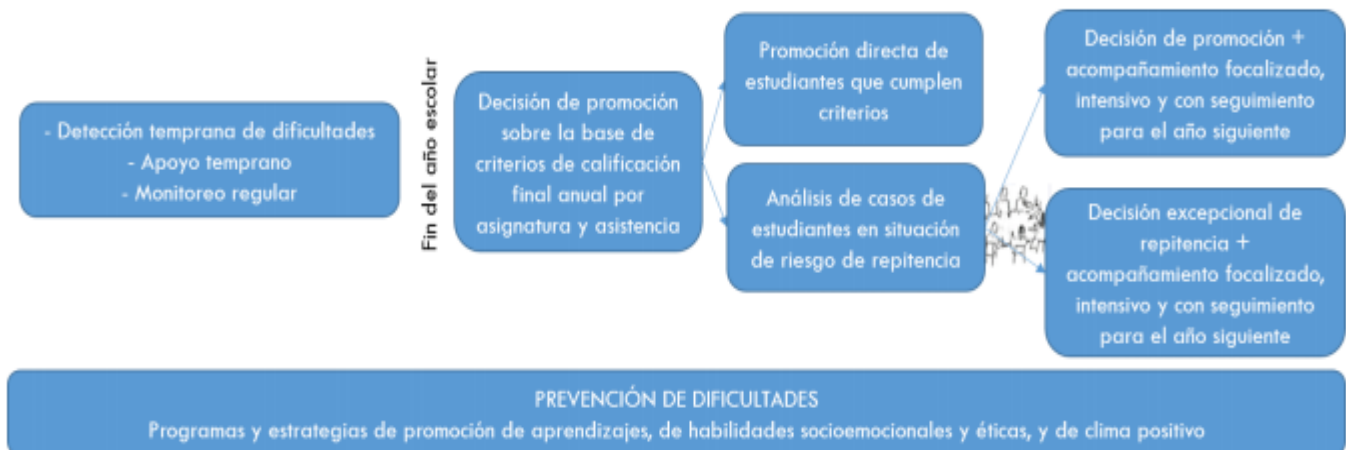 - Detección temprana de dificultades
- Apoyo temprano
- Monitoreo regular
Fin del año escolar
Decisión de promoción
sobre la base de
criterios de calificación
final anual por
asignatura y asistencia
Promoción directa de
estudiantes que cumplen
criterios
Análisis de casos de
estudiantes en situación
de riesgo de repitencia
Decisión de promoción +
acompañamiento focalizado,
intensivo y con seguimiento
para el año siguiente
Decisión excepcional de
repitencia +
acompañamiento focalizado,
intensivo y con seguimiento
para el año siguiente
PREVENCIÓN DE DIFICULTADES
Programas y estrategias de promoción de aprendizajes, de habilidades socioemocionales y éticas, y de clima positivo